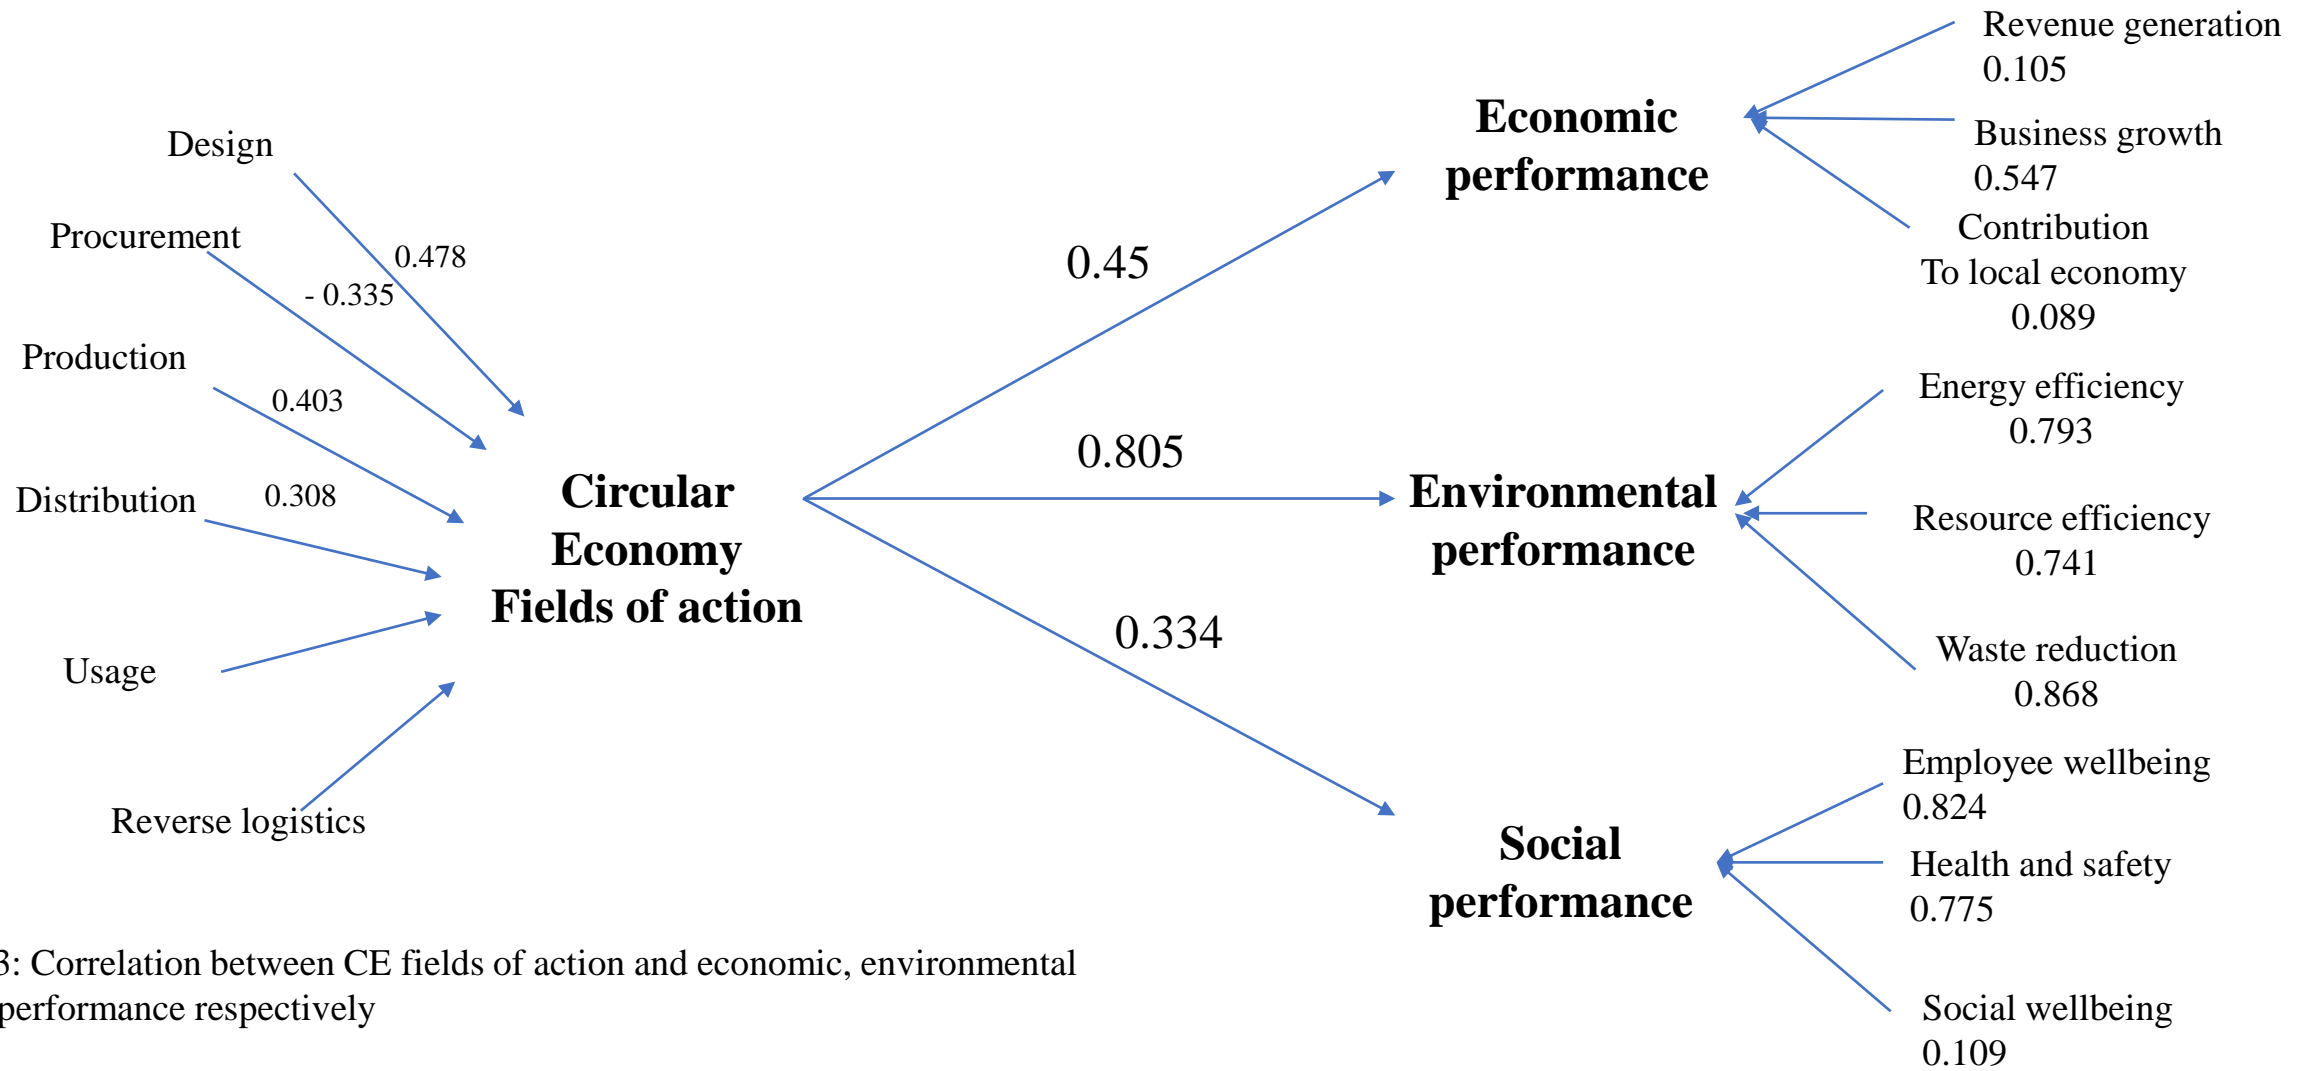 Design
Procurement
Production
Distribution
Usage
Reverse logistics
0.478
- 0.335
0.403
0.308
Circular
Economy
Fields of action
0.45
0.805
0.334
Economic
performance
Environmental
performance
Social
performance
Revenue generation
0.105
Business growth
0.547
Contribution
To local economy
0.089
Energy efficiency
0.793
Resource efficiency
0.741
Waste reduction
0.868
Employee wellbeing
0.824
Health and safety
0.775
Social wellbeing
0.109
3: Correlation between CE fields of action and economic, environmental
performance respectively